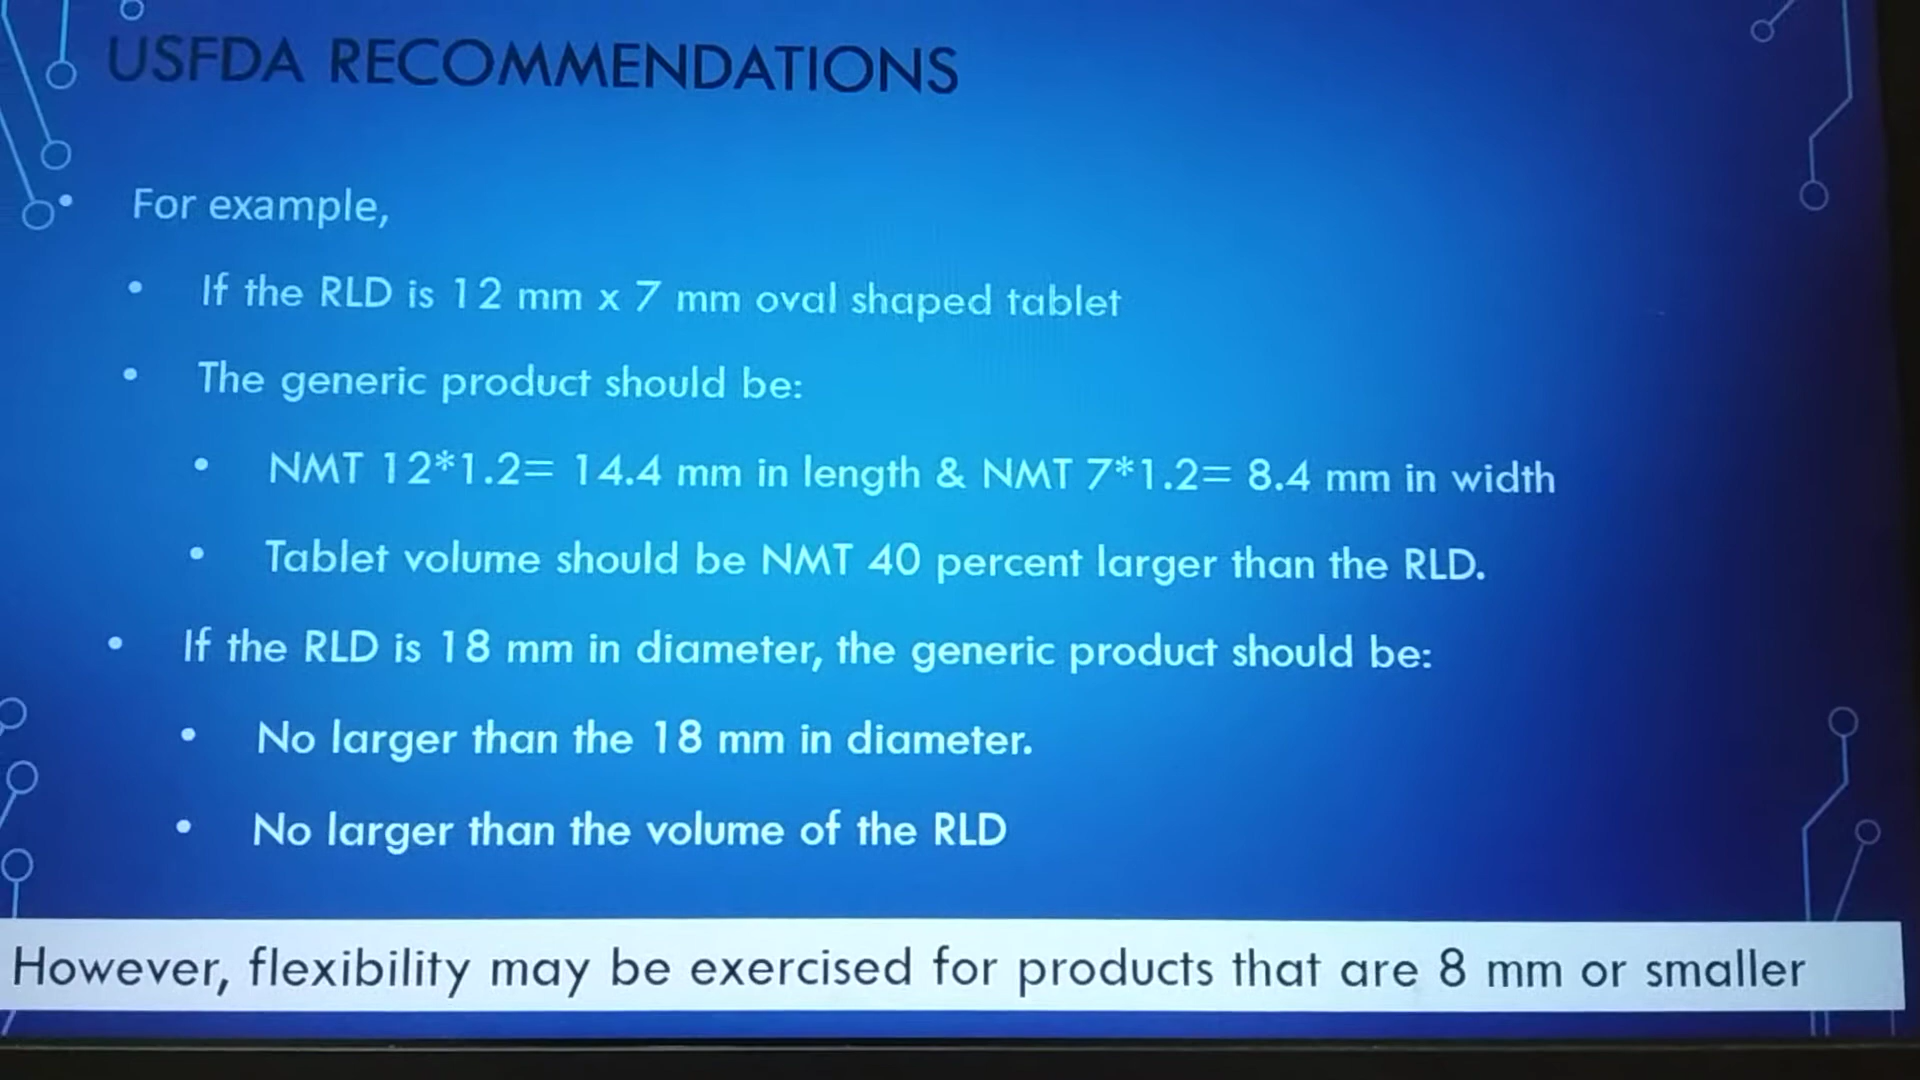 USFDA RECOMMENDATIONS
• For example,
• If the RLD is 12 mm x 7 mm oval shaped tablet
• The generic product should be:
• NMT 12*1.2= 14.4 mm in length & NMT 7*1.2= 8.4 mm in width
• Tablet volume should be NMT 40 percent larger than the RLD.
• If the RLD is 18 mm in diameter, the generic product should be:
• No larger than the 18 mm in diameter.
• No larger than the volume of the RLD
However, flexibility may be exercised for products that are 8 mm or smaller